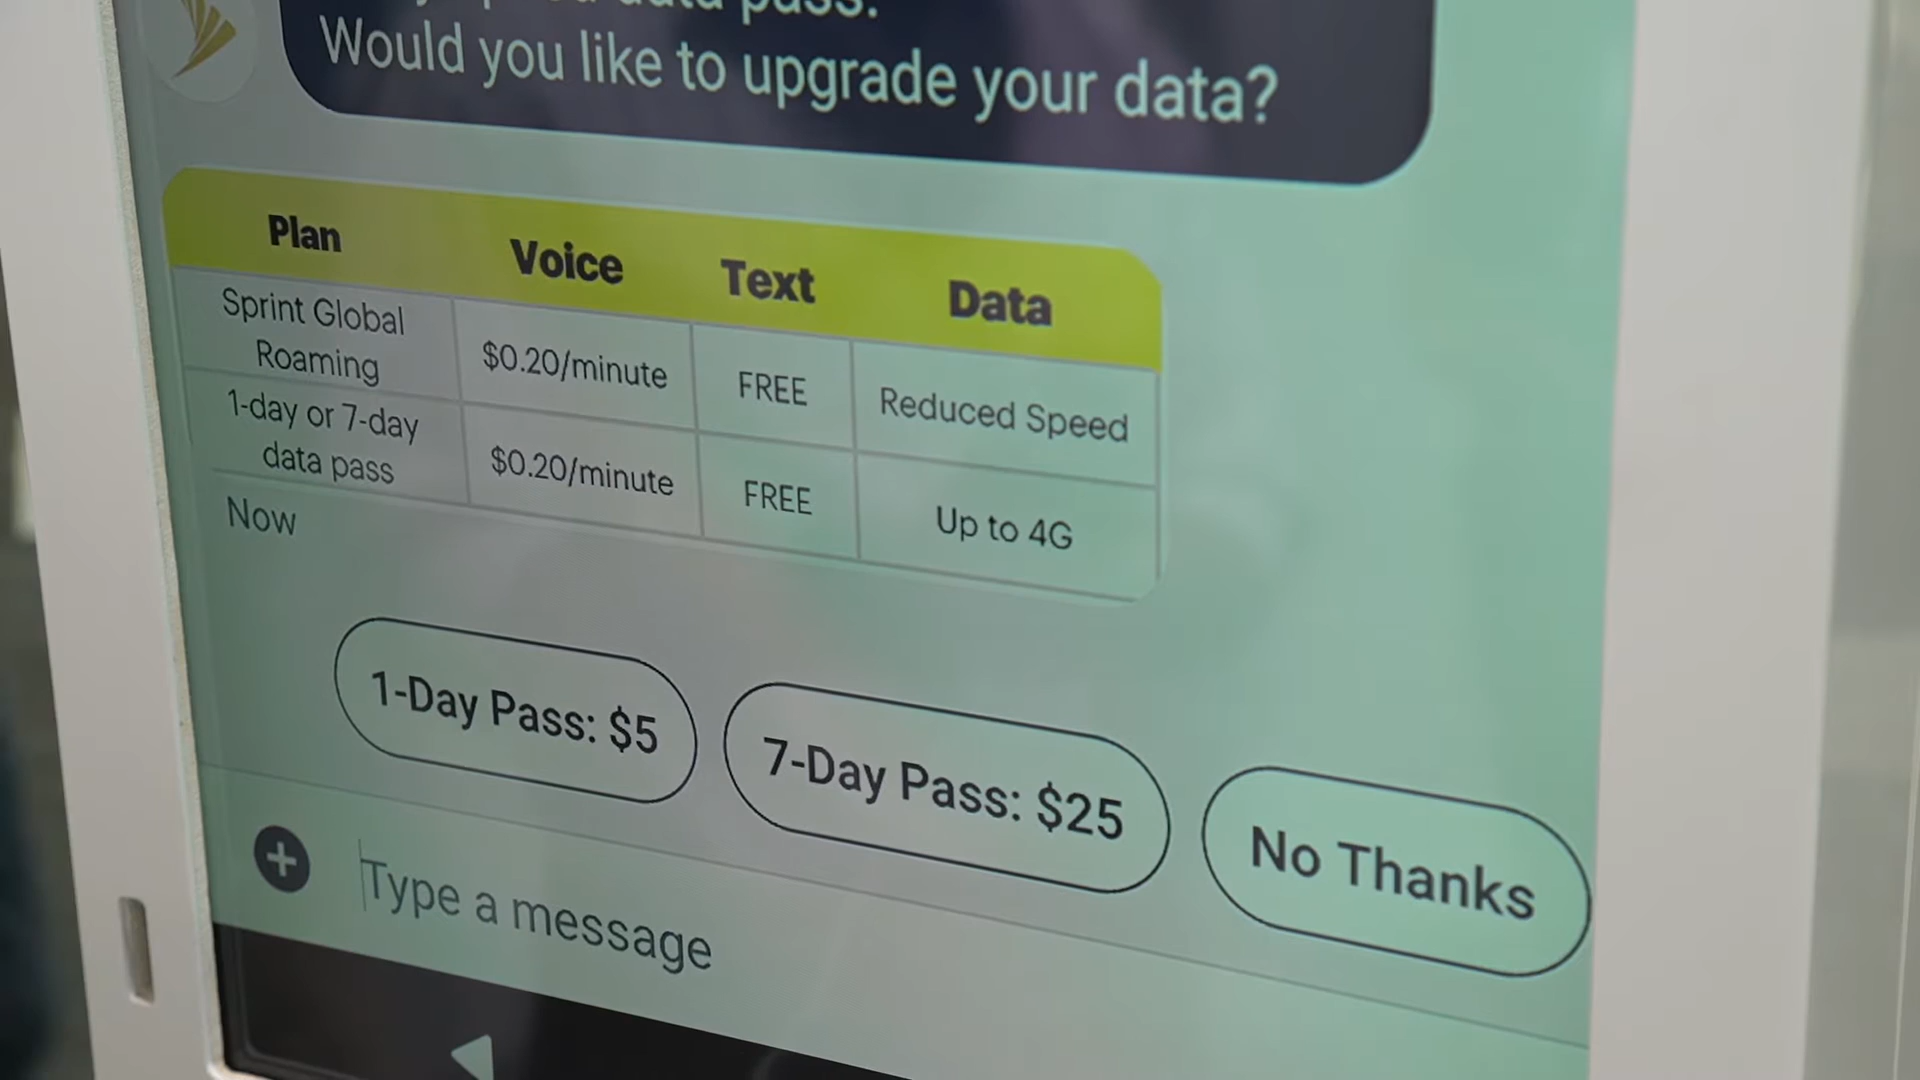 data pass.
Would you like to upgrade your data?
Plan Voice Text Data
Sprint Global
Roaming
$0.20/minute FREE Reduced Speed
1-day or 7-day
data pass
$0.20/minute FREE Up to 4G
Now
1-Day Pass: $5
7-Day Pass: $25
No Thanks
Type a message